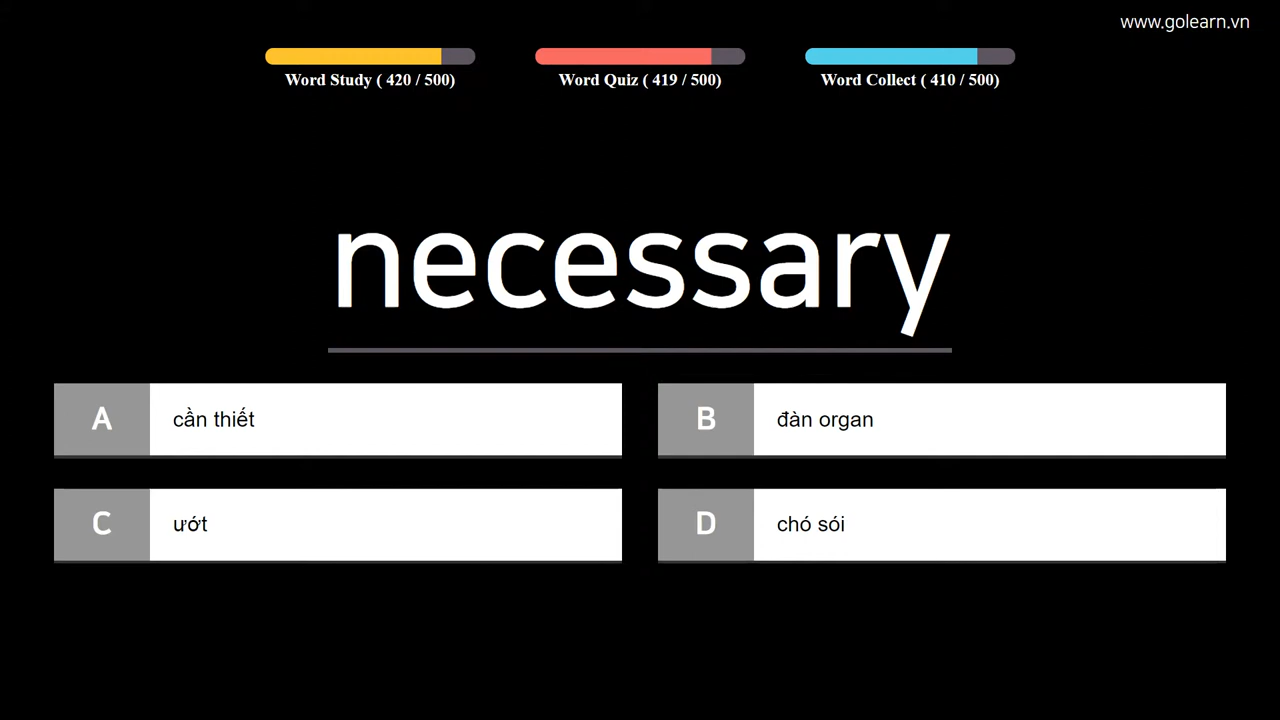 www.golearn.vn
Word Study ( 420 / 500)
Word Quiz ( 419 / 500)
Word Collect ( 410 / 500)
necessary
A cần thiết
B đàn organ
C ướt
D chó sói